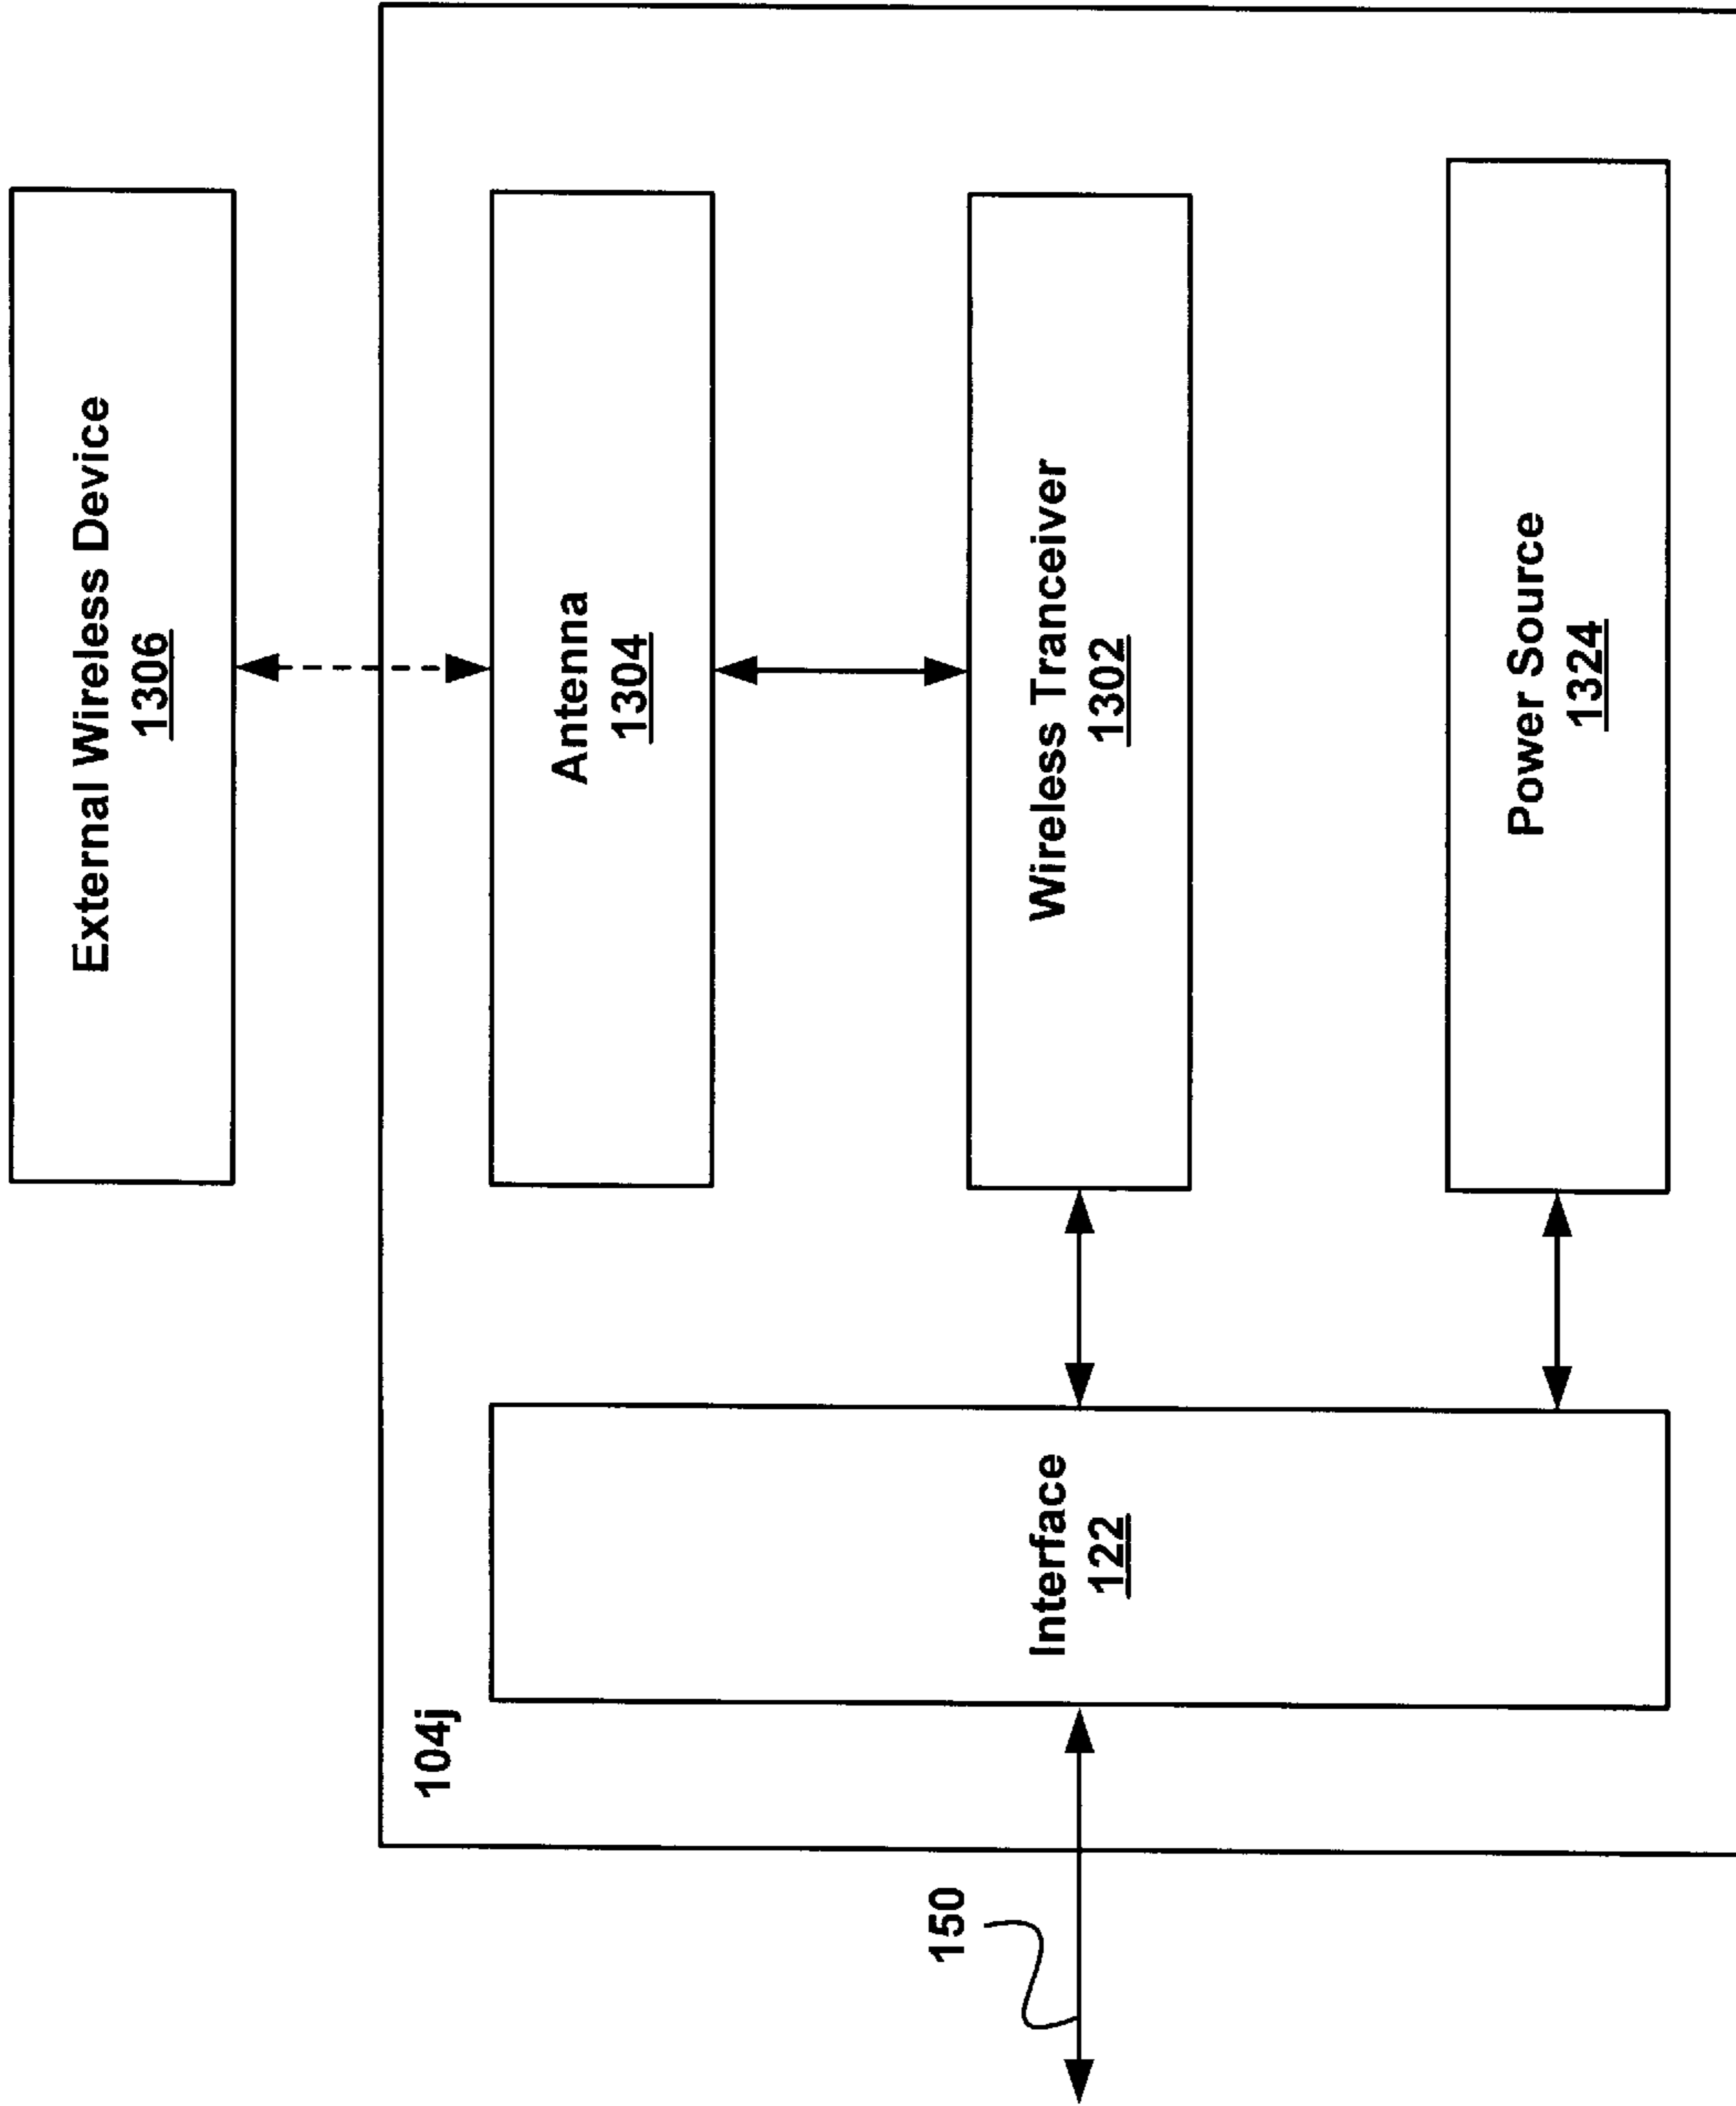 External Wireless Device
1306
104j
Antenna
1304
150
Interface
122
Wireless Tranceiver
1302
Power Source
1324